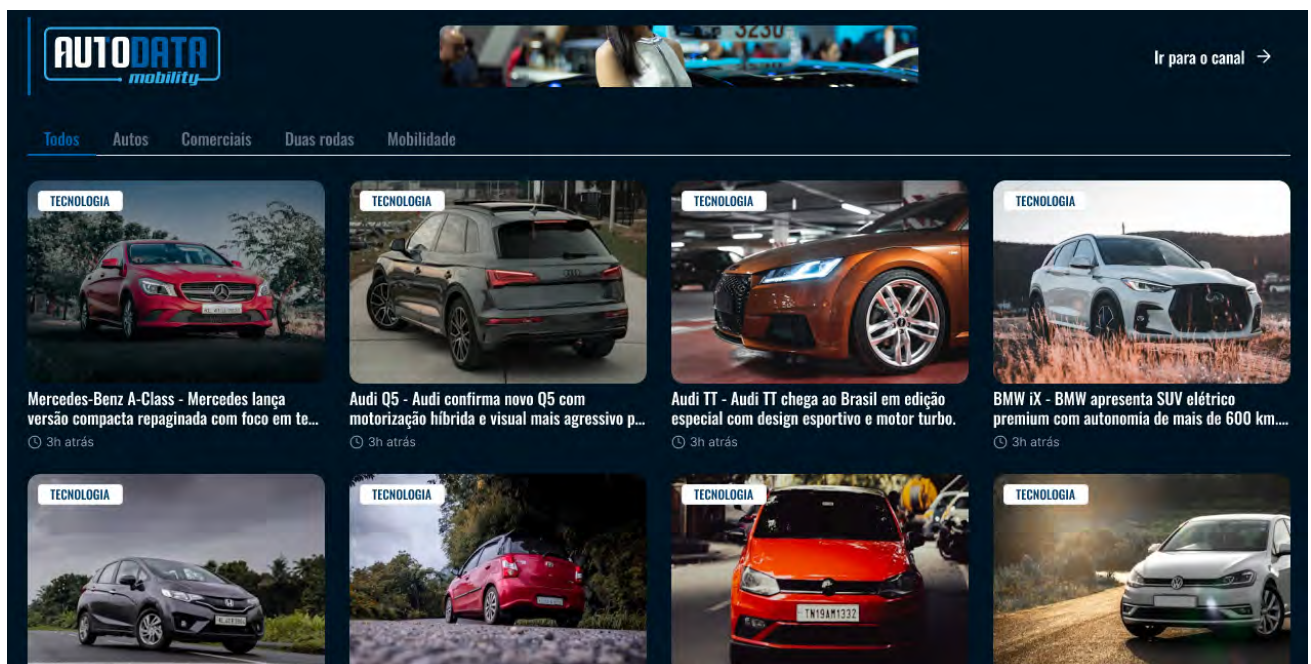 AUTODATA
mobility
3230
Ir para o canal →
Todos Autos Comerciais Duas rodas Mobilidade
TECNOLOGIA TECNOLOGIA TECNOLOGIA TECNOLOGIA
Mercedes-Benz A-Class - Mercedes lança
versão compacta repaginada com foco em te...
3h atrás
Audi Q5 - Audi confirma novo Q5 com
motorização híbrida e visual mais agressivo p...
3h atrás
Audi TT - Audi TT chega ao Brasil em edição
especial com design esportivo e motor turbo.
3h atrás
BMW iX - BMW apresenta SUV elétrico
premium com autonomia de mais de 600 km....
3h atrás
TECNOLOGIA TECNOLOGIA TECNOLOGIA TECNOLOGIA
TN19AM1332